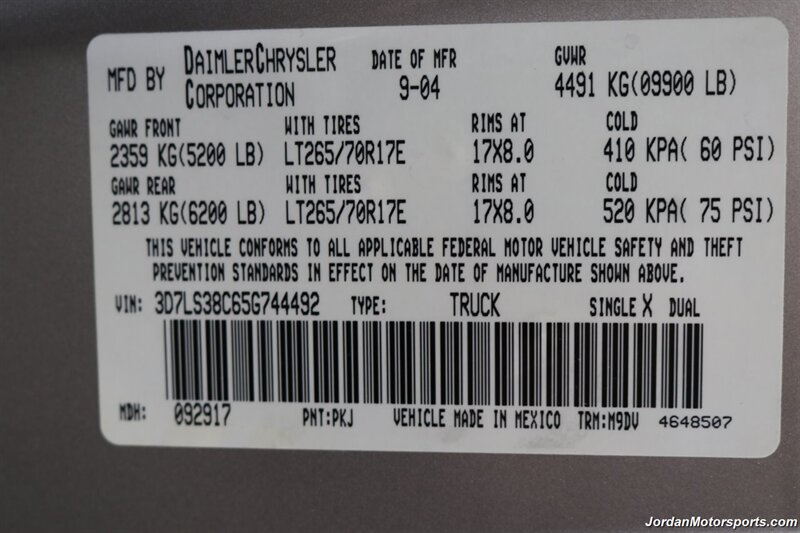 MFD BY DAIMLERCHRYSLER CORPORATION DATE OF MFR 9-04 GVWR 4491 KG(09900 LB)
GAWR FRONT WITH TIRES RIMS AT COLD
2359 KG(5200 LB) LT265/70R17E 17X8.0 410 KPA( 60 PSI)
GAWR REAR WITH TIRES RIMS AT COLD
2813 KG(6200 LB) LT265/70R17E 17X8.0 520 KPA( 75 PSI)
THIS VEHICLE CONFORMS TO ALL APPLICABLE FEDERAL MOTOR VEHICLE SAFETY AND THEFT
PREVENTION STANDARDS IN EFFECT ON THE DATE OF MANUFACTURE SHOWN ABOVE.
VIN: 3D7LS38C65G744492 TYPE: TRUCK SINGLE X DUAL
MDH: 092917 PNT:PKJ VEHICLE MADE IN MEXICO TRM:M9DV 4648507
JordanMotorsports.com